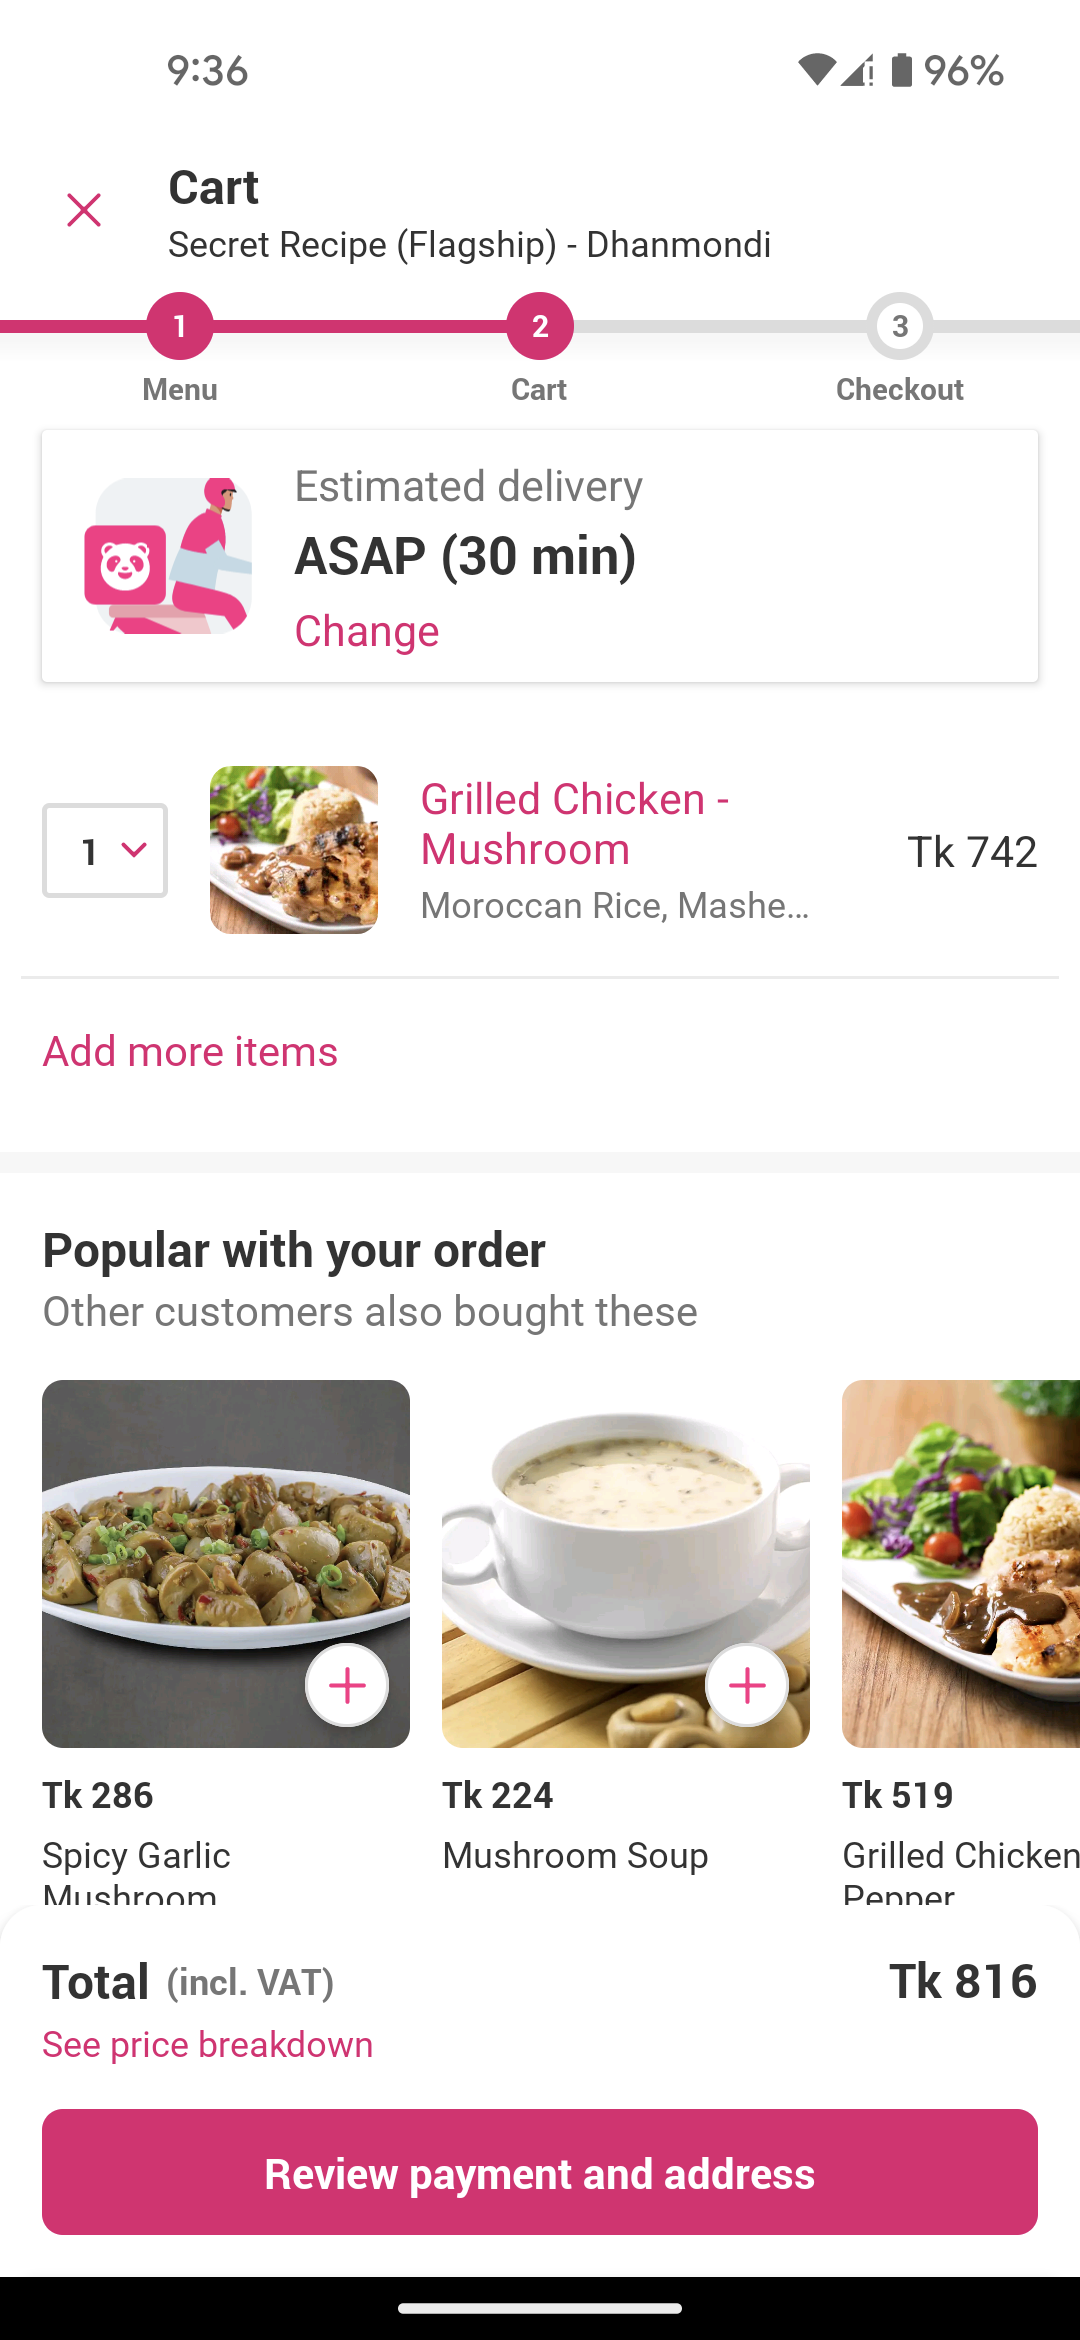 9:36
96%
Cart
Secret Recipe (Flagship) - Dhanmondi
1
2
3
Menu
Cart
Checkout
Estimated delivery
ASAP (30 min)
Change
1
Grilled Chicken -
Mushroom
Moroccan Rice, Mashe...
Tk 742
Add more items
Popular with your order
Other customers also bought these
Tk 286
Spicy Garlic
Mushroom
Tk 224
Mushroom Soup
Tk 519
Grilled Chicken
Pepper
Total (incl. VAT)
Tk 816
See price breakdown
Review payment and address